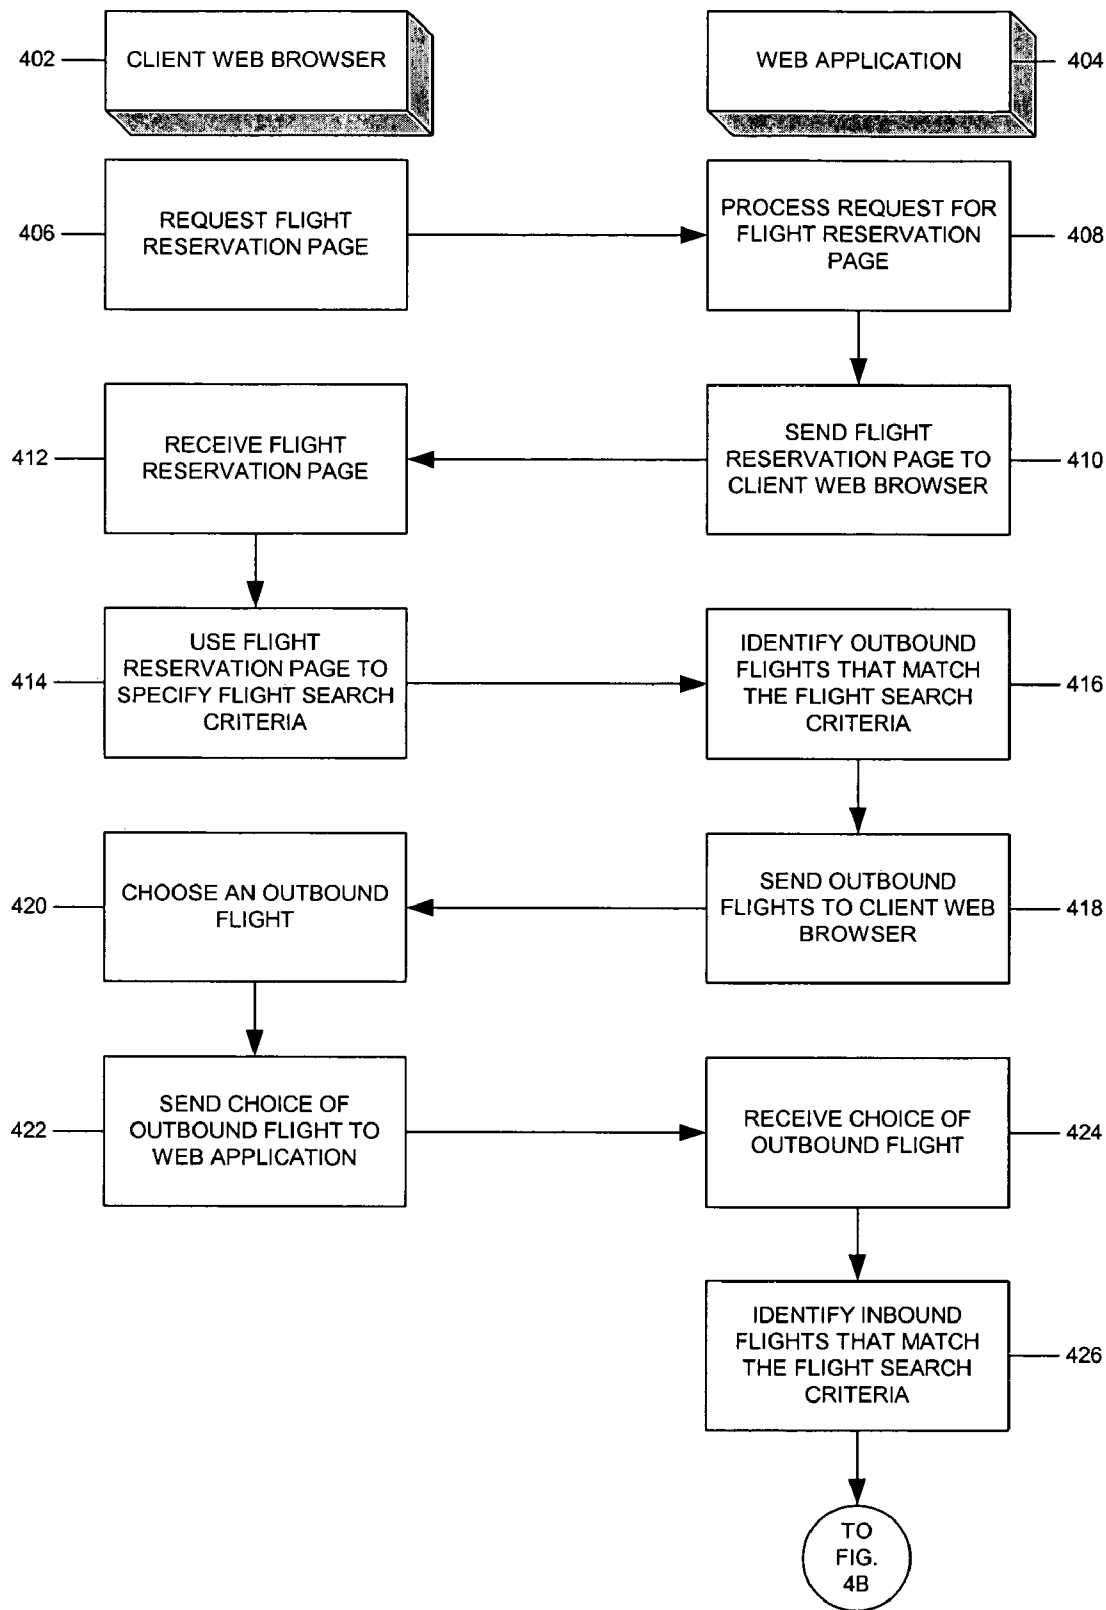 402
CLIENT WEB BROWSER
WEB APPLICATION
404
406
REQUEST FLIGHT
RESERVATION PAGE
PROCESS REQUEST FOR
FLIGHT RESERVATION
PAGE
408
412
RECEIVE FLIGHT
RESERVATION PAGE
SEND FLIGHT
RESERVATION PAGE TO
CLIENT WEB BROWSER
410
414
USE FLIGHT
RESERVATION PAGE TO
SPECIFY FLIGHT SEARCH
CRITERIA
IDENTIFY OUTBOUND
FLIGHTS THAT MATCH
THE FLIGHT SEARCH
CRITERIA
416
420
CHOOSE AN OUTBOUND
FLIGHT
SEND OUTBOUND
FLIGHTS TO CLIENT WEB
BROWSER
418
422
SEND CHOICE OF
OUTBOUND FLIGHT TO
WEB APPLICATION
RECEIVE CHOICE OF
OUTBOUND FLIGHT
424
IDENTIFY INBOUND
FLIGHTS THAT MATCH
THE FLIGHT SEARCH
CRITERIA
426
TO
FIG.
4B